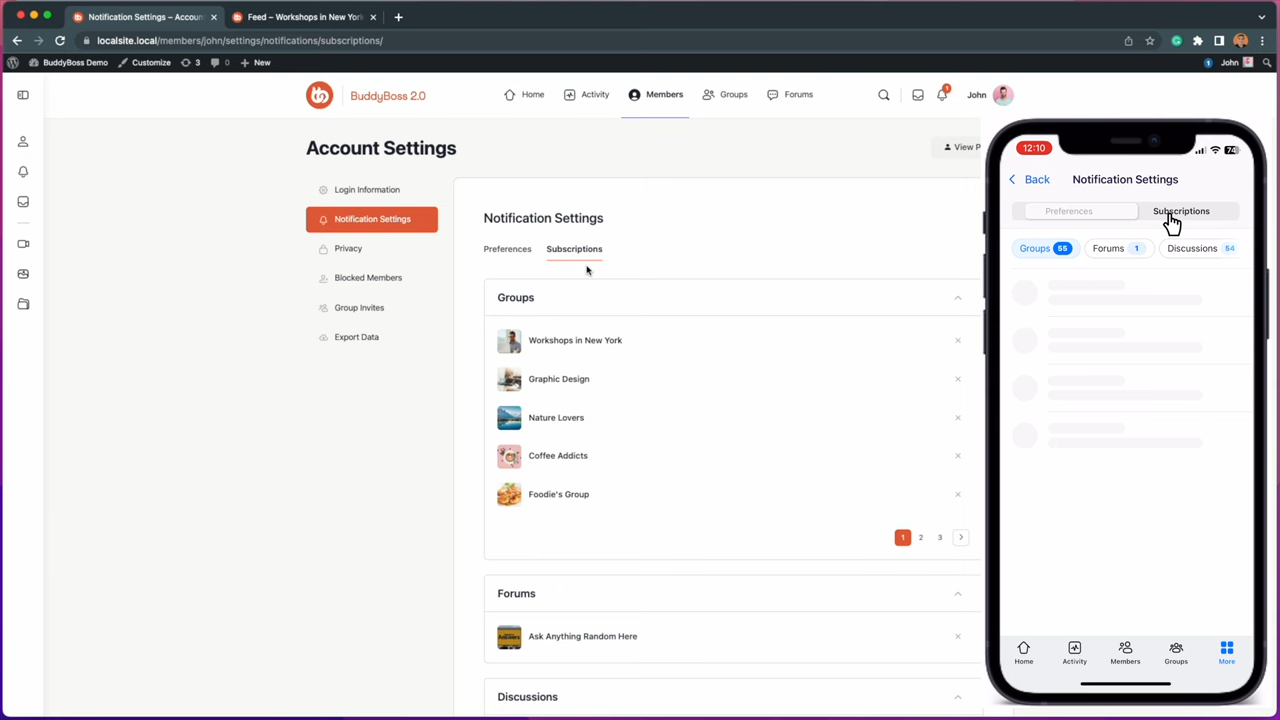 Notification Settings – Accoun
Feed – Workshops in New York
localsite.local/members/john/settings/notifications/subscriptions/
BuddyBoss Demo
Customize
3
0
New
1
John
BuddyBoss 2.0
Home
Activity
Members
Groups
Forums
1
John
Account Settings
View P
Login Information
Notification Settings
Privacy
Blocked Members
Group Invites
Export Data
Notification Settings
Preferences
Subscriptions
Groups
Workshops in New York
Graphic Design
Nature Lovers
Coffee Addicts
Foodie's Group
1 2 3
Forums
Ask Anything Random Here
Discussions
12:10
74
Back
Notification Settings
Preferences
Subscriptions
Groups 55
Forums 1
Discussions 54
Home
Activity
Members
Groups
More